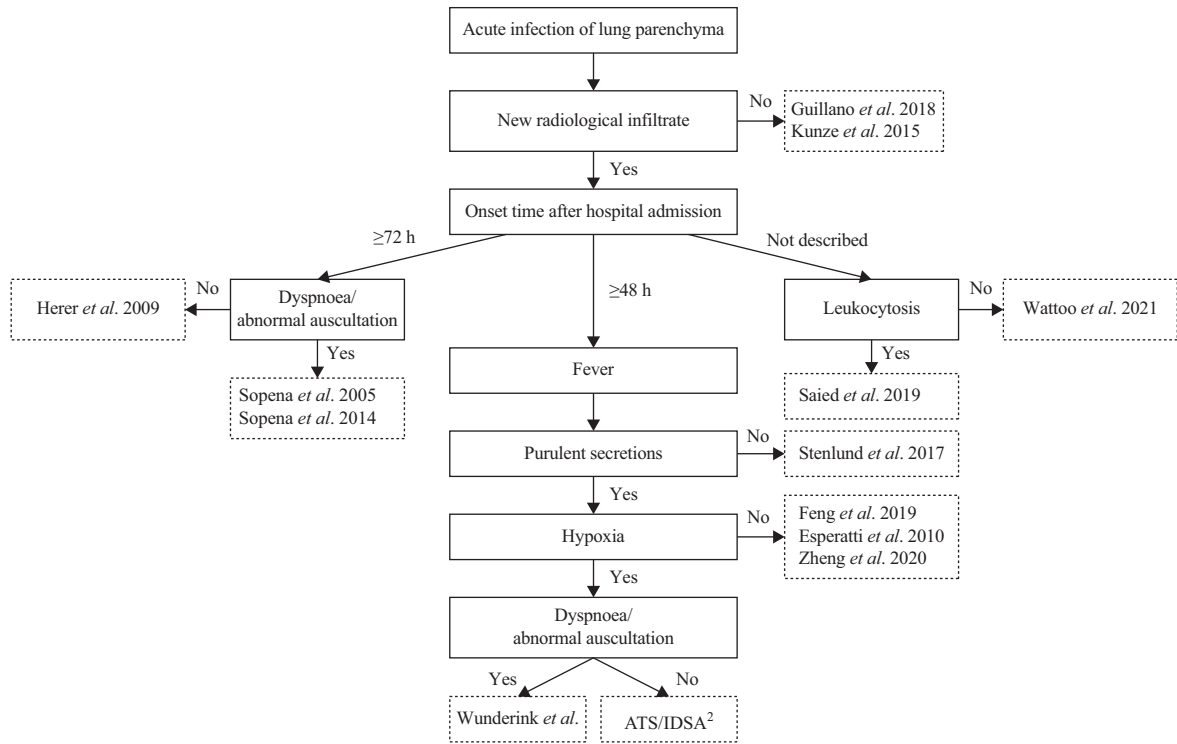 Acute infection of lung parenchyma
New radiological infiltrate
No
Guillano et al. 2018
Kunze et al. 2015
Yes
Onset time after hospital admission
≥72 h
≥48 h
Not described
Herer et al. 2009
No
Dyspnoea/
abnormal auscultation
Leukocytosis
No
Wattoo et al. 2021
Yes
Sopena et al. 2005
Sopena et al. 2014
Fever
Yes
Saied et al. 2019
Purulent secretions
No
Stenlund et al. 2017
Yes
Hypoxia
No
Feng et al. 2019
Esperatti et al. 2010
Zheng et al. 2020
Yes
Dyspnoea/
abnormal auscultation
Yes
No
Wunderink et al.
ATS/IDSA²